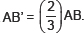 AB' = (2/3) AB.